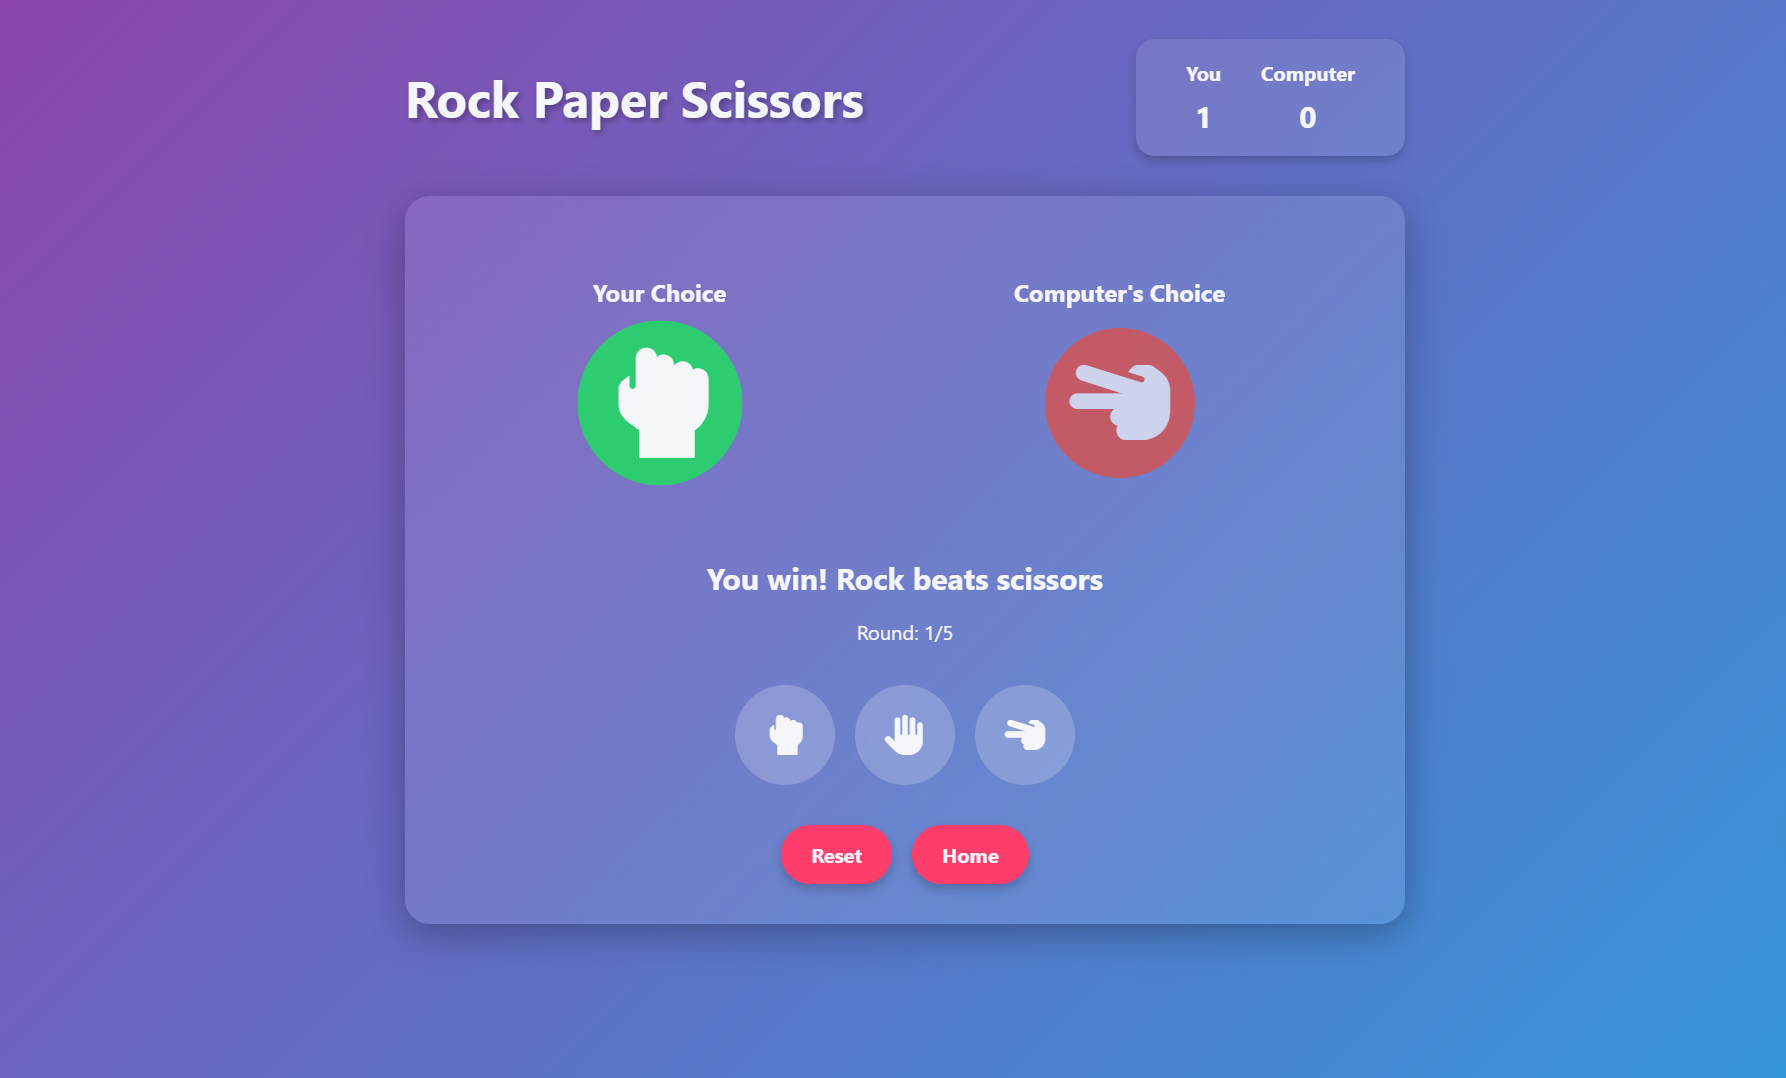 Rock Paper Scissors
You Computer
1 0
Your Choice
Computer's Choice
You win! Rock beats scissors
Round: 1/5
Reset
Home